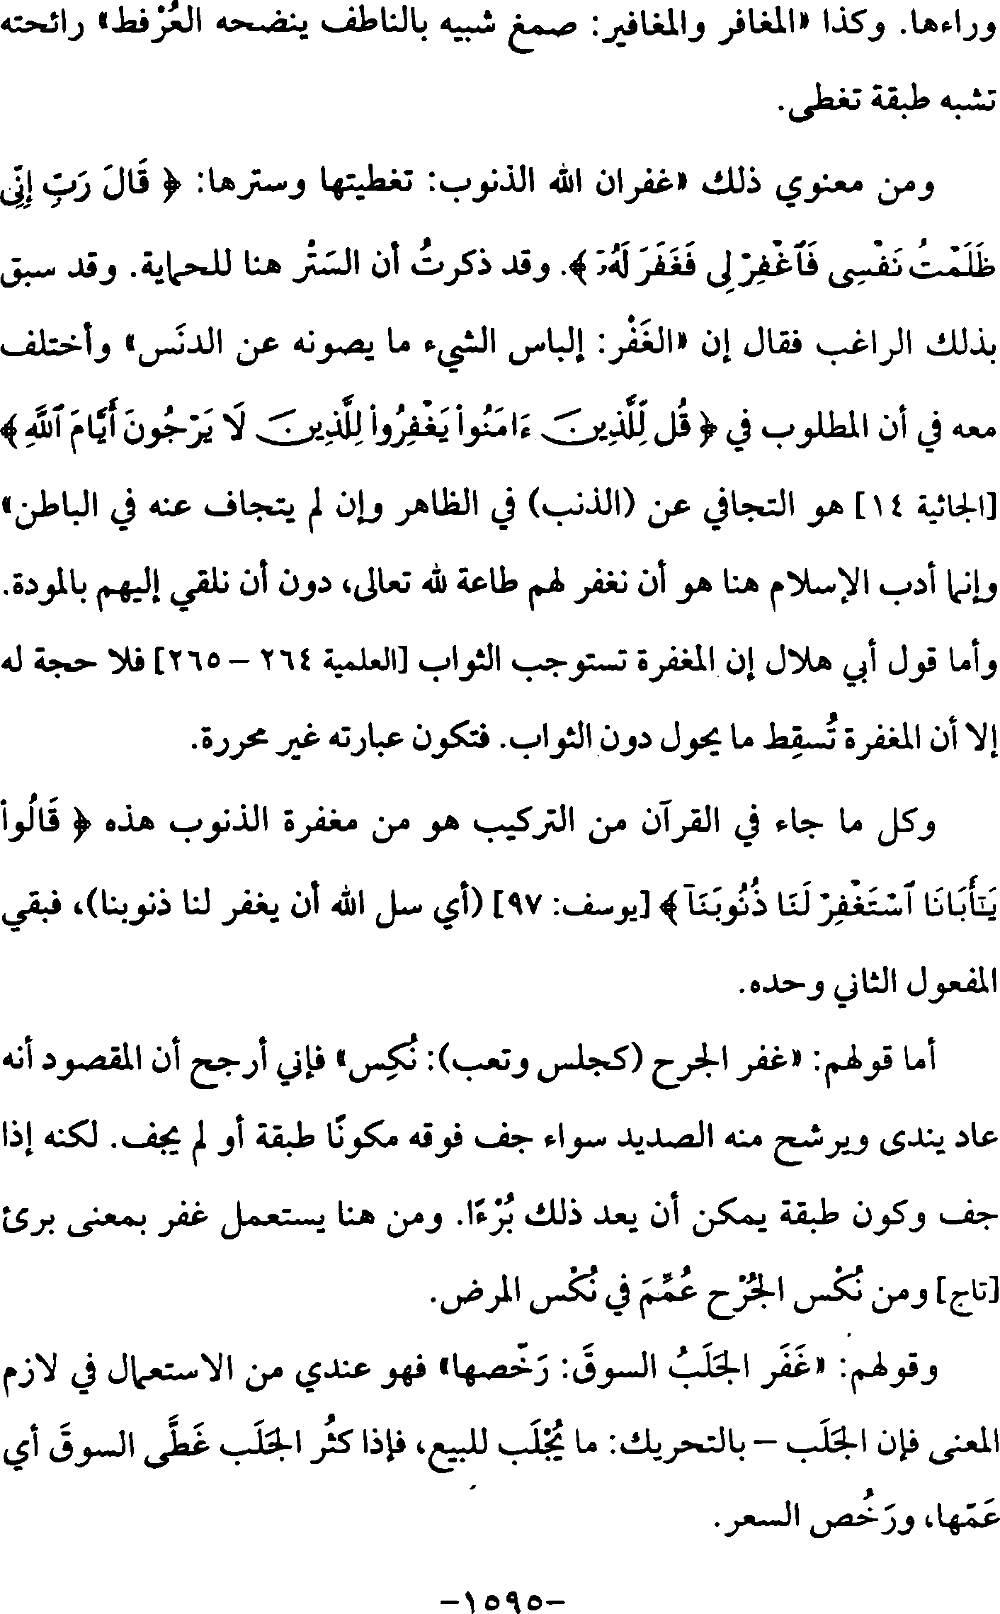 وراءها. وكذا «المغافر والمغافير: صمغ شبيه بالناطف ينضحه العُرْفط» رائحته
تشبه طبقة تغطى.
ومن معنوي ذلك «غفران الله الذنوب: تغطيتها وسترها: ﴿ قَالَ رَبِّ إِنِّى
ظَلَمْتُ نَفْسِى فَٱغْفِرْ لِى فَغَفَرَ لَهُۥٓ ﴾. وقد ذكرتُ أن السَتْر هنا للحماية. وقد سبق
بذلك الراغب فقال إن «الغَفْر: إلباس الشيء ما يصونه عن الدنَس» وأختلف
معه في أن المطلوب في ﴿ قُل لِّلَّذِينَ ءَامَنُوا۟ يَغْفِرُوا۟ لِلَّذِينَ لَا يَرْجُونَ أَيَّامَ ٱللَّهِ ﴾
[الجاثية ١٤] هو التجافي عن (الذنب) في الظاهر وإن لم يتجاف عنه في الباطن»
وإنما أدب الإسلام هنا هو أن نغفر لهم طاعة لله تعالى، دون أن نلقي إليهم بالمودة.
وأما قول أبي هلال إن المغفرة تستوجب الثواب [العلمية ٢٦٤ – ٢٦٥] فلا حجة له
إلا أن المغفرة تُسقِط ما يحول دون الثواب. فتكون عبارته غير محررة.
وكل ما جاء في القرآن من التركيب هو من مغفرة الذنوب هذه ﴿ قَالُوا۟
يَـٰٓأَبَانَا ٱسْتَغْفِرْ لَنَا ذُنُوبَنَآ ﴾ [يوسف: ٩٧] (أي سل الله أن يغفر لنا ذنوبنا)، فبقي
المفعول الثاني وحده.
أما قولهم: «غفر الجرح (كجلس وتعب): نُكِس» فإني أرجح أن المقصود أنه
عاد يندى ويرشح منه الصديد سواء جف فوقه مكونًا طبقة أو لم يجف. لكنه إذا
جف وكون طبقة يمكن أن يعد ذلك بُرْءًا. ومن هنا يستعمل غفر بمعنى برئ
[تاج] ومن نُكْس الجُرْح عُمِّمَ في نُكْس المرض.
وقولهم: «غَفَر الجَلَبُ السوقَ: رَخّصها» فهو عندي من الاستعمال في لازم
المعنى فإن الجَلَب – بالتحريك: ما يُجْلَب للبيع، فإذا كثُر الجَلَب غَطَّى السوقَ أي
عَمّها، ورَخُص السعر.
-١٥٩٥-